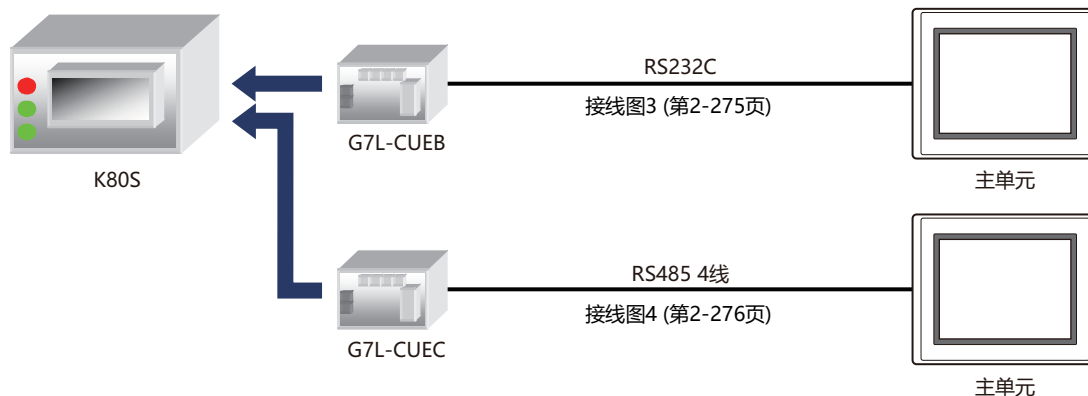 RS232C
接线图3 (第2-275页)
G7L-CUEB
K80S
主单元
RS485 4线
接线图4 (第2-276页)
G7L-CUEC
主单元